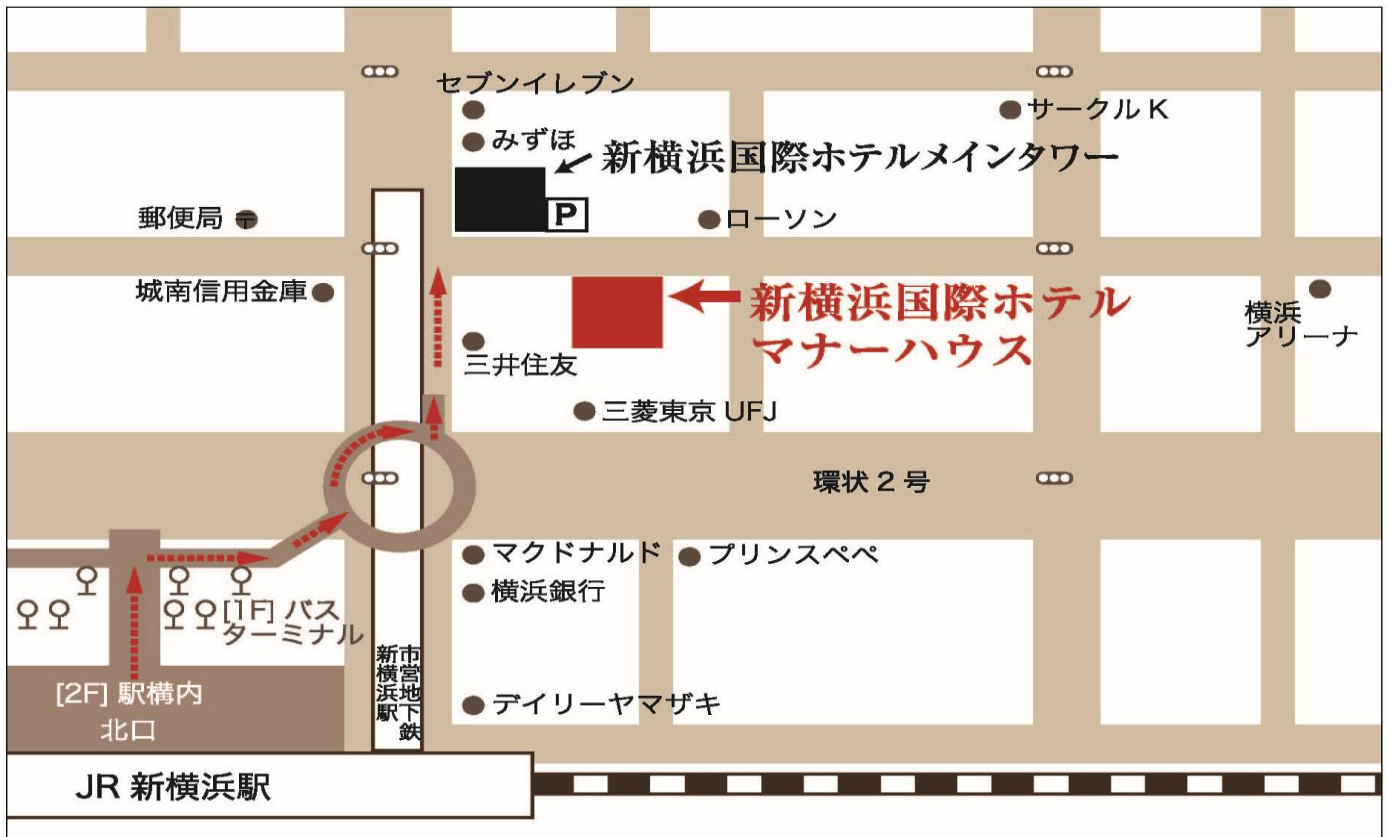 セブンイレブン
サークル K
みずほ
新横浜国際ホテルメインタワー
P
郵便局 〒
ローソン
城南信用金庫
新横浜国際ホテル
マナーハウス
横浜
アリーナ
三井住友
三菱東京 UFJ
環状 2 号
マクドナルド
プリンスペペ
横浜銀行
[1F] バス
ターミナル
市営地下鉄
新横浜駅
[2F] 駅構内
北口
デイリーヤマザキ
JR 新横浜駅